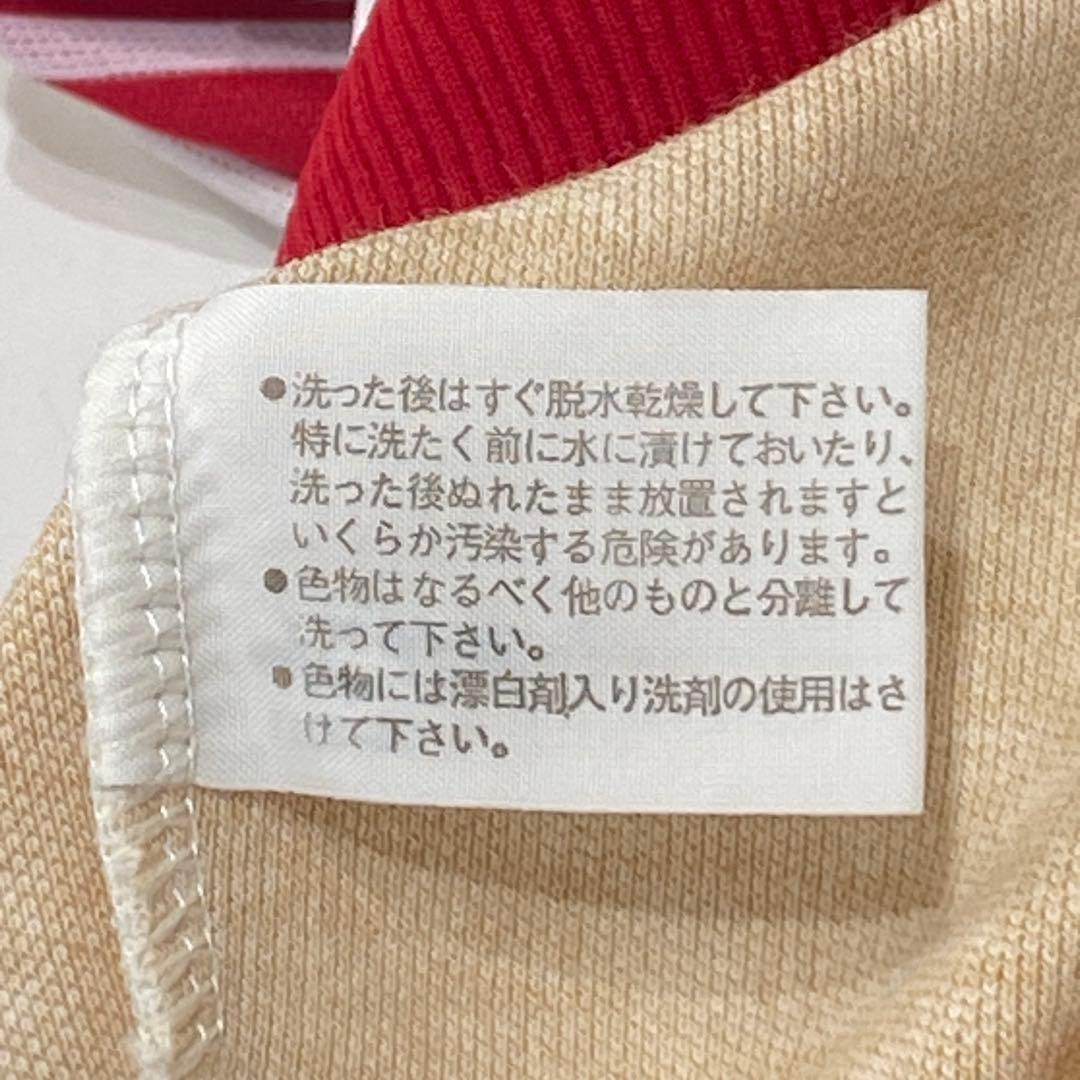 ●洗った後はすぐ脱水乾燥して下さい。
特に洗たく前に水に漬けておいたり、
洗った後ぬれたまま放置されますと
いくらか汚染する危険があります。
●色物はなるべく他のものと分離して
洗って下さい。
●色物には漂白剤入り洗剤の使用はさ
けて下さい。